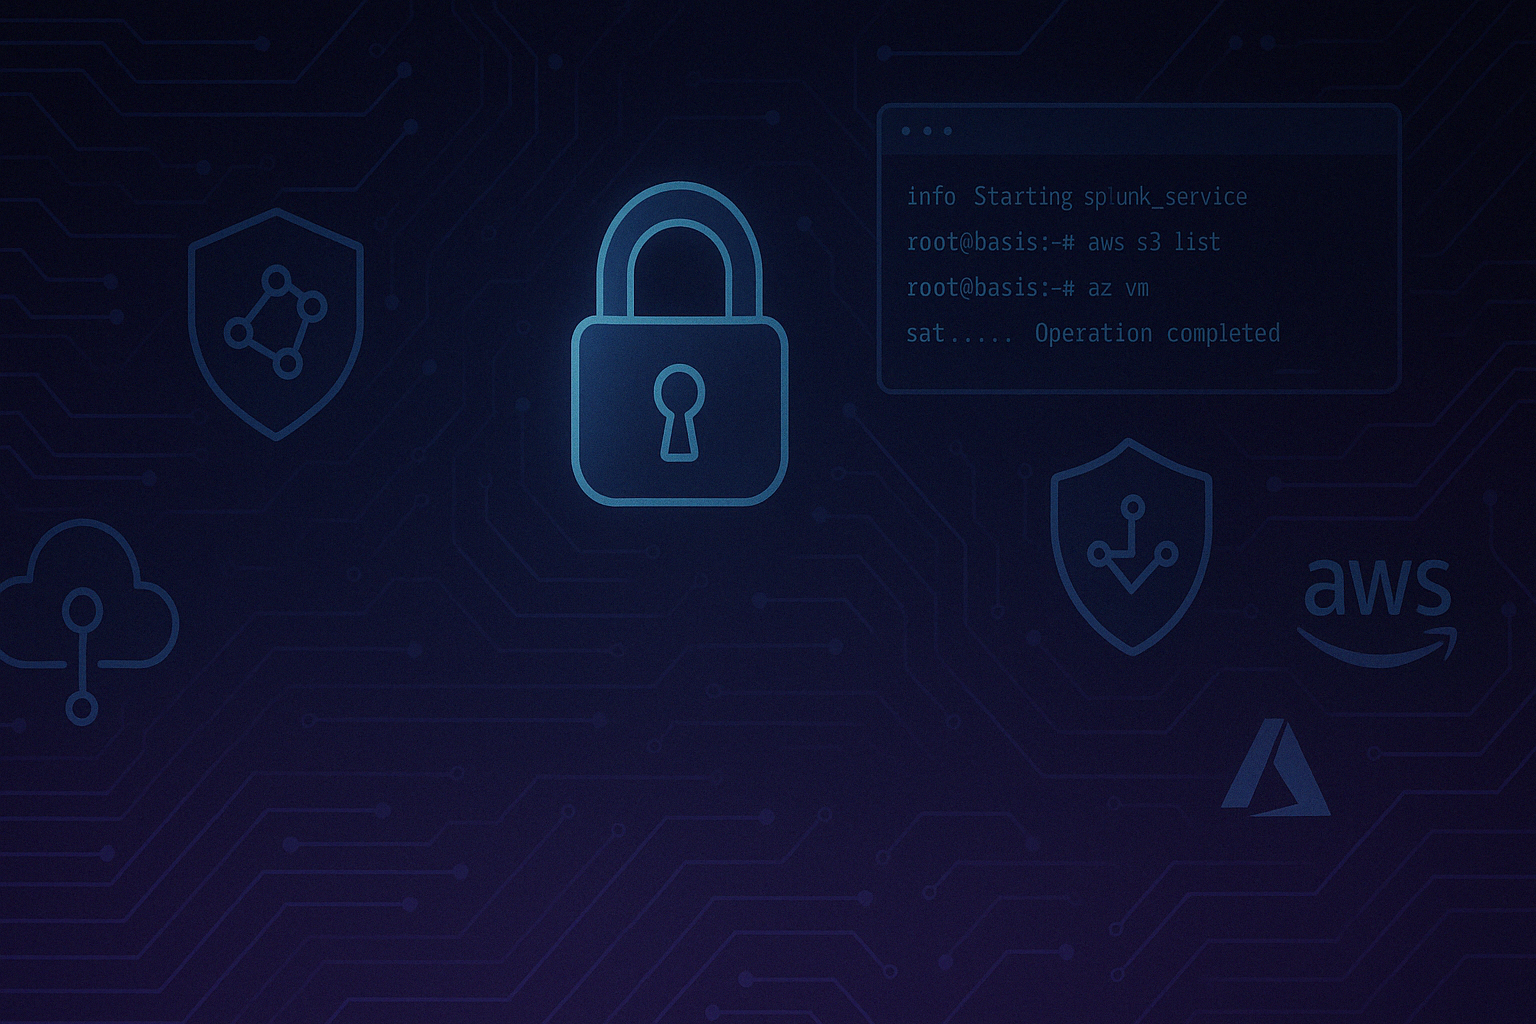 info Starting splunk_service
root@basis:~# aws s3 list
root@basis:~# az vm
sat..... Operation completed
aws